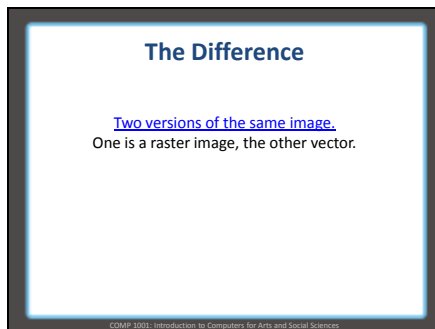 The Difference
Two versions of the same image.
One is a raster image, the other vector.
COMP 1001: Introduction to Computers for Arts and Social Sciences